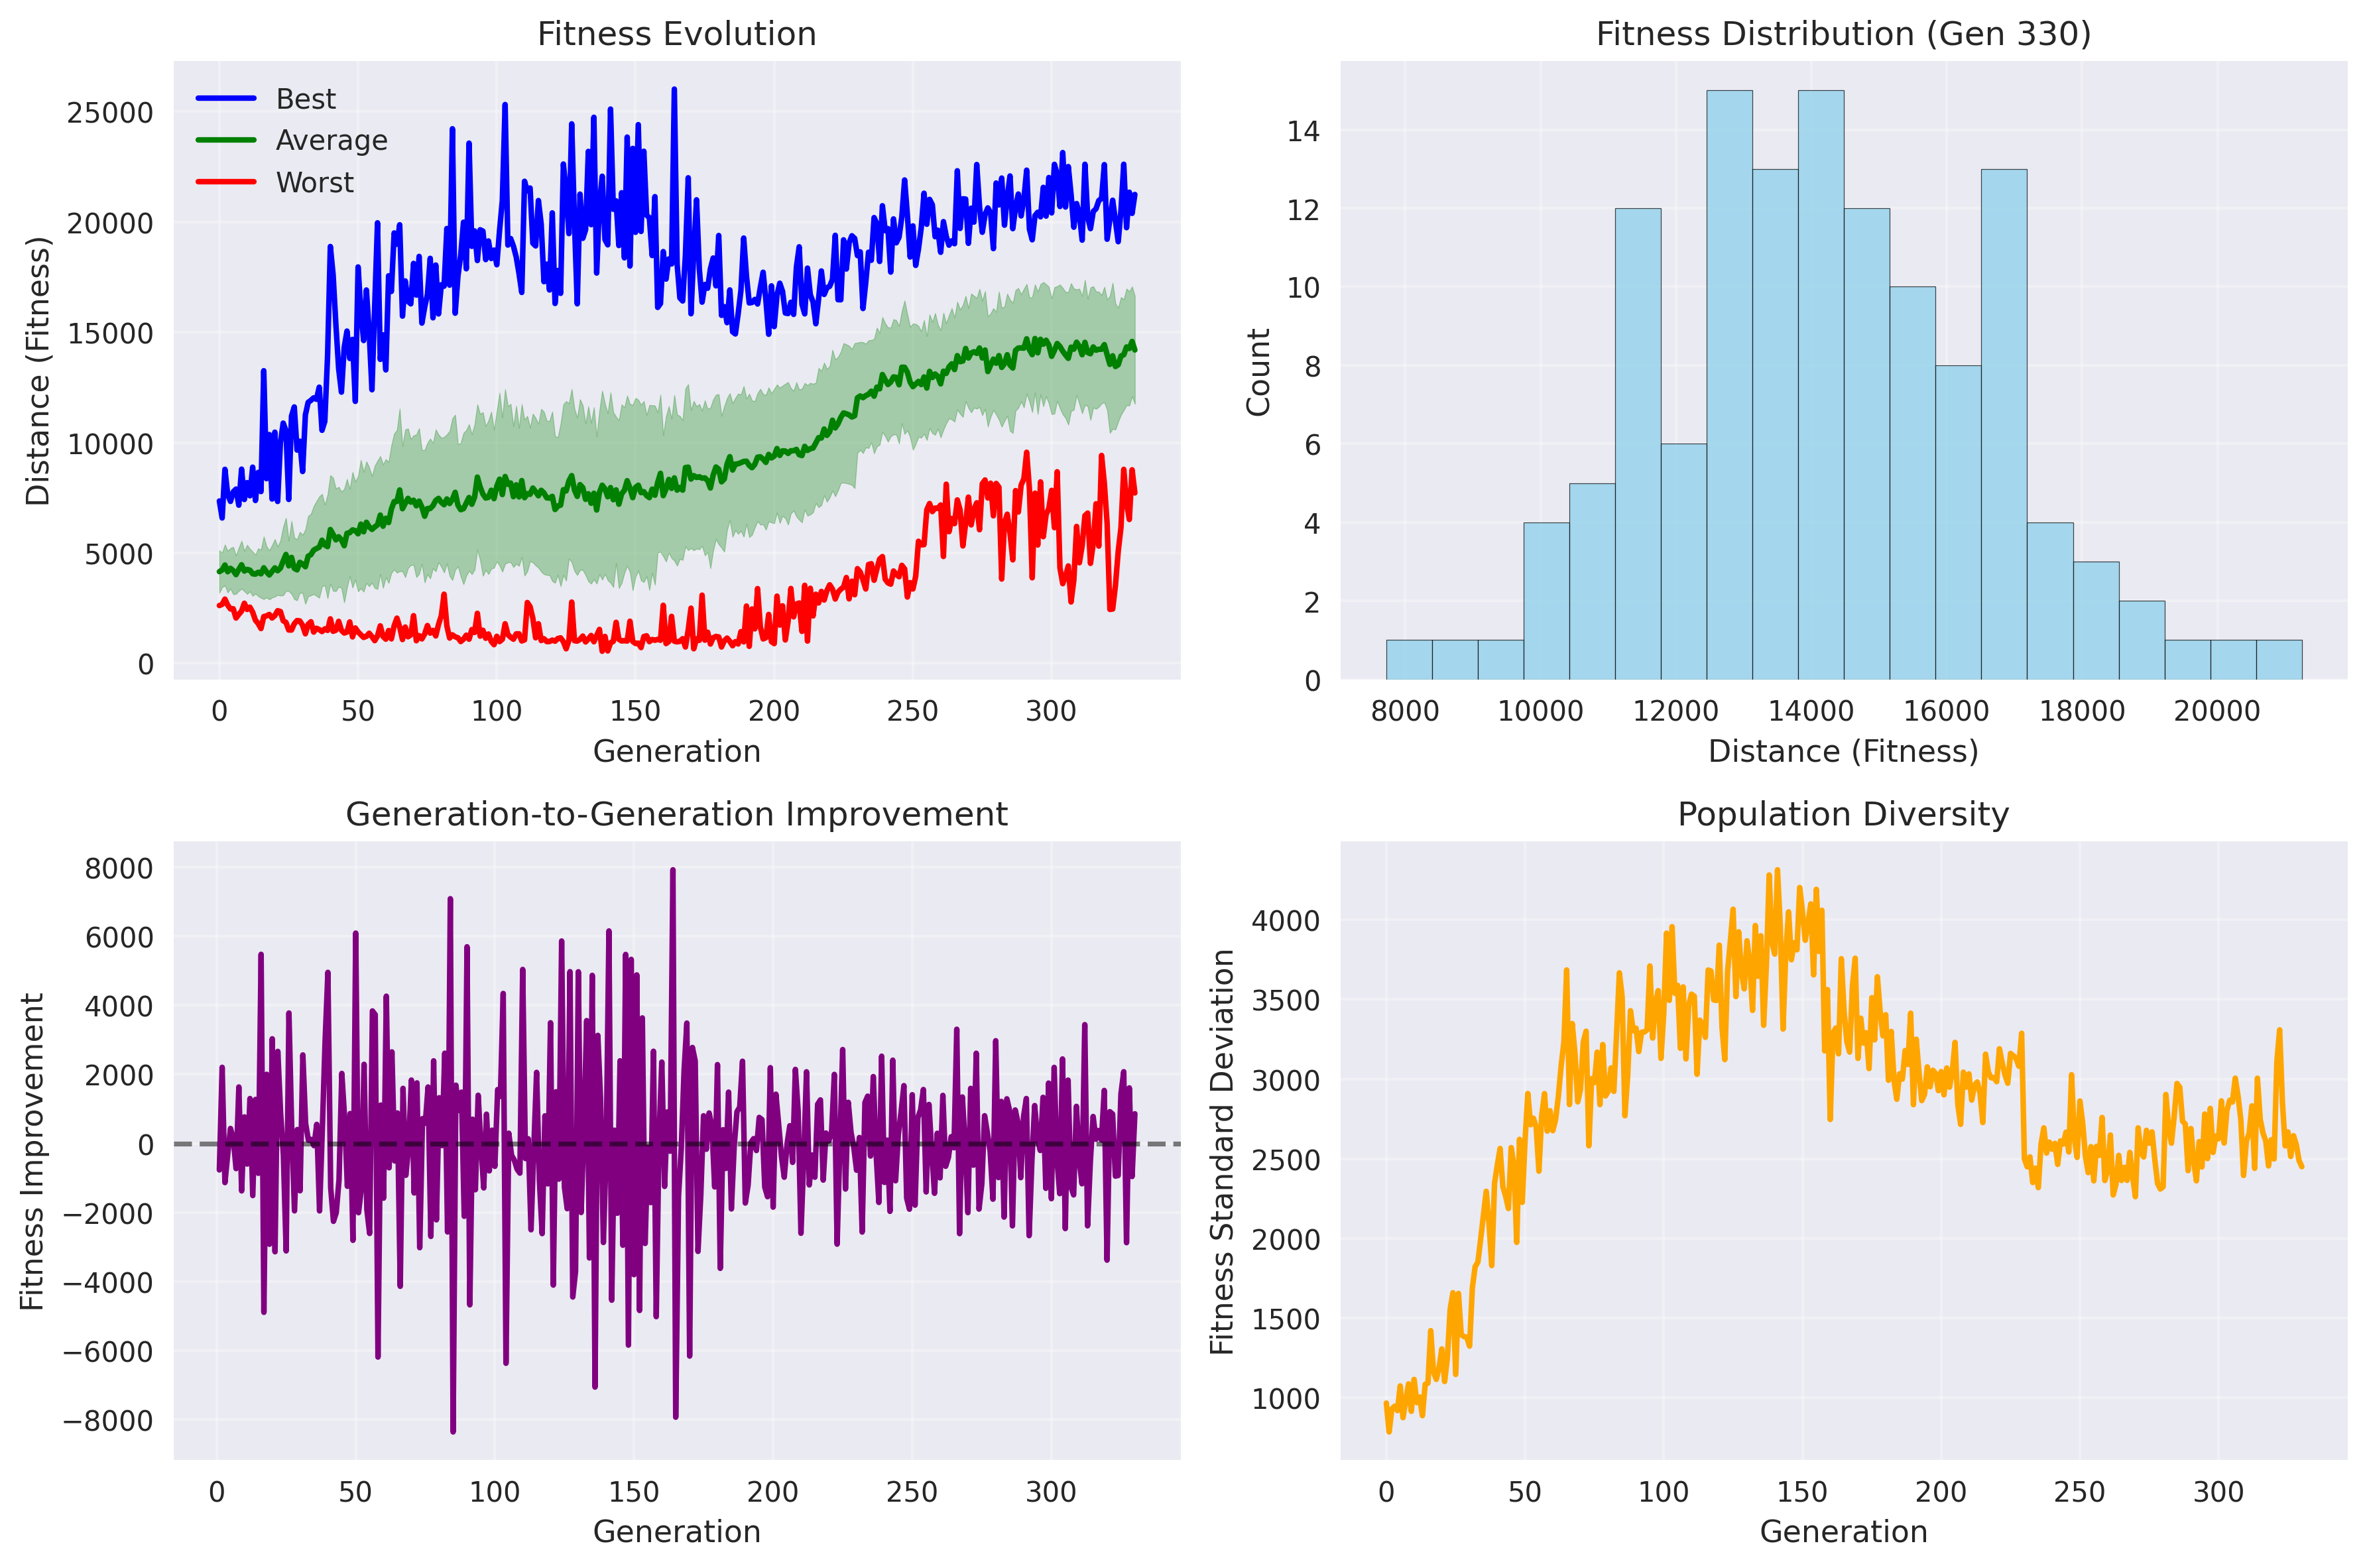 Fitness Evolution
Distance (Fitness)
25000
20000
15000
10000
5000
0
Best
Average
Worst
0 50 100 150 200 250 300
Generation
Fitness Distribution (Gen 330)
Count
14
12
10
8
6
4
2
0
8000 10000 12000 14000 16000 18000 20000
Distance (Fitness)
Generation-to-Generation Improvement
Fitness Improvement
8000
6000
4000
2000
0
−2000
−4000
−6000
−8000
0 50 100 150 200 250 300
Generation
Population Diversity
Fitness Standard Deviation
4000
3500
3000
2500
2000
1500
1000
0 50 100 150 200 250 300
Generation